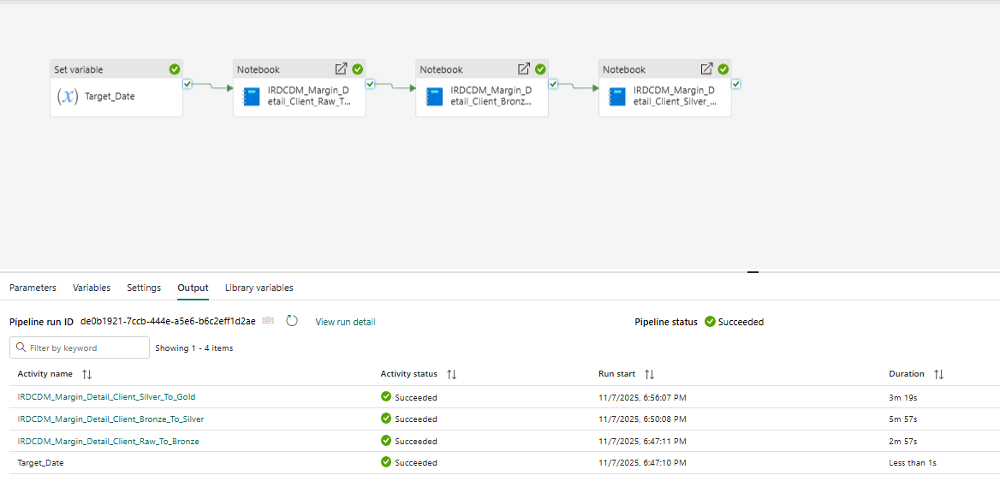 Set variable
(x) Target_Date
Notebook
IRDCDM_Margin_D
etail_Client_Raw_T...
Notebook
IRDCDM_Margin_D
etail_Client_Bronz...
Notebook
IRDCDM_Margin_D
etail_Client_Silver_...
Parameters Variables Settings Output Library variables
Pipeline run ID de0b1921-7ccb-444e-a5e6-b6c2eff1d2ae View run detail Pipeline status Succeeded
Filter by keyword Showing 1 - 4 items
Activity name Activity status Run start Duration
IRDCDM_Margin_Detail_Client_Silver_To_Gold Succeeded 11/7/2025, 6:56:07 PM 3m 19s
IRDCDM_Margin_Detail_Client_Bronze_To_Silver Succeeded 11/7/2025, 6:50:08 PM 5m 57s
IRDCDM_Margin_Detail_Client_Raw_To_Bronze Succeeded 11/7/2025, 6:47:11 PM 2m 57s
Target_Date Succeeded 11/7/2025, 6:47:10 PM Less than 1s